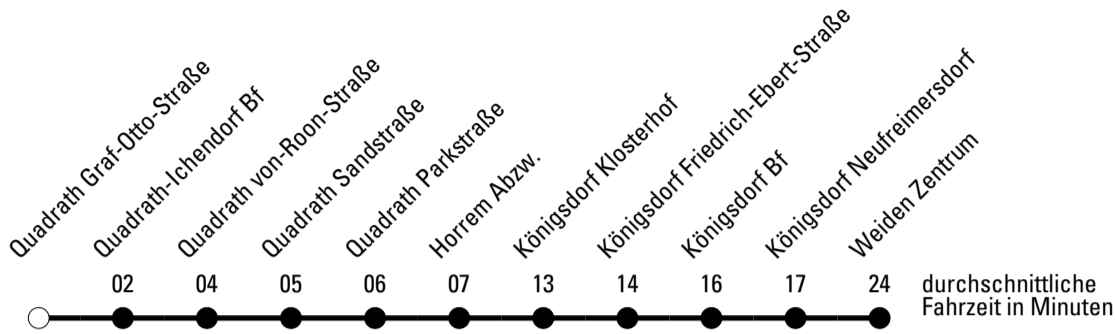 Quadrath Graf-Otto-Straße
Quadrath-Ichendorf Bf
Quadrath von-Roon-Straße
Quadrath Sandstraße
Quadrath Parkstraße
Horrem Abzw.
Königsdorf Klosterhof
Königsdorf Friedrich-Ebert-Straße
Königsdorf Bf
Königsdorf Neufreimersdorf
Weiden Zentrum
02 04 05 06 07 13 14 16 17 24
durchschnittliche
Fahrzeit in Minuten